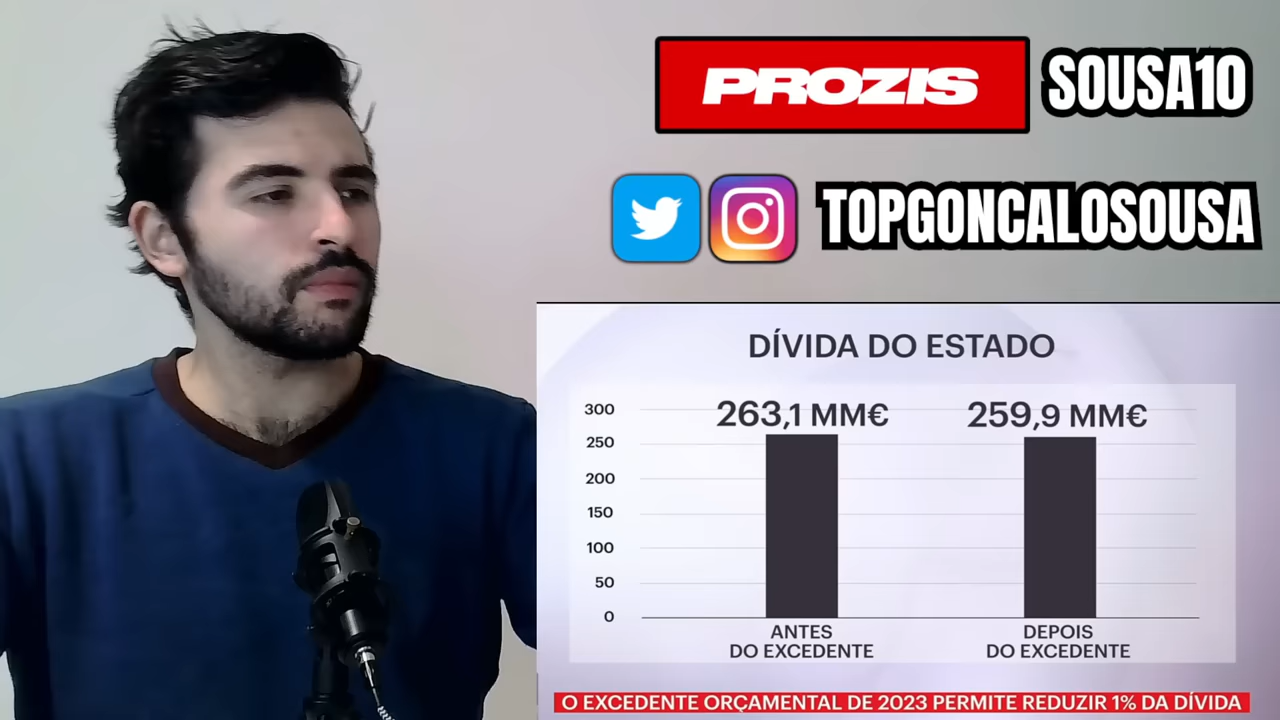 PROZIS SOUSA10
TOPGONCALOSOUSA
DÍVIDA DO ESTADO
300
250
200
150
100
50
0
263,1 MM€
259,9 MM€
ANTES
DO EXCEDENTE
DEPOIS
DO EXCEDENTE
O EXCEDENTE ORÇAMENTAL DE 2023 PERMITE REDUZIR 1% DA DÍVIDA